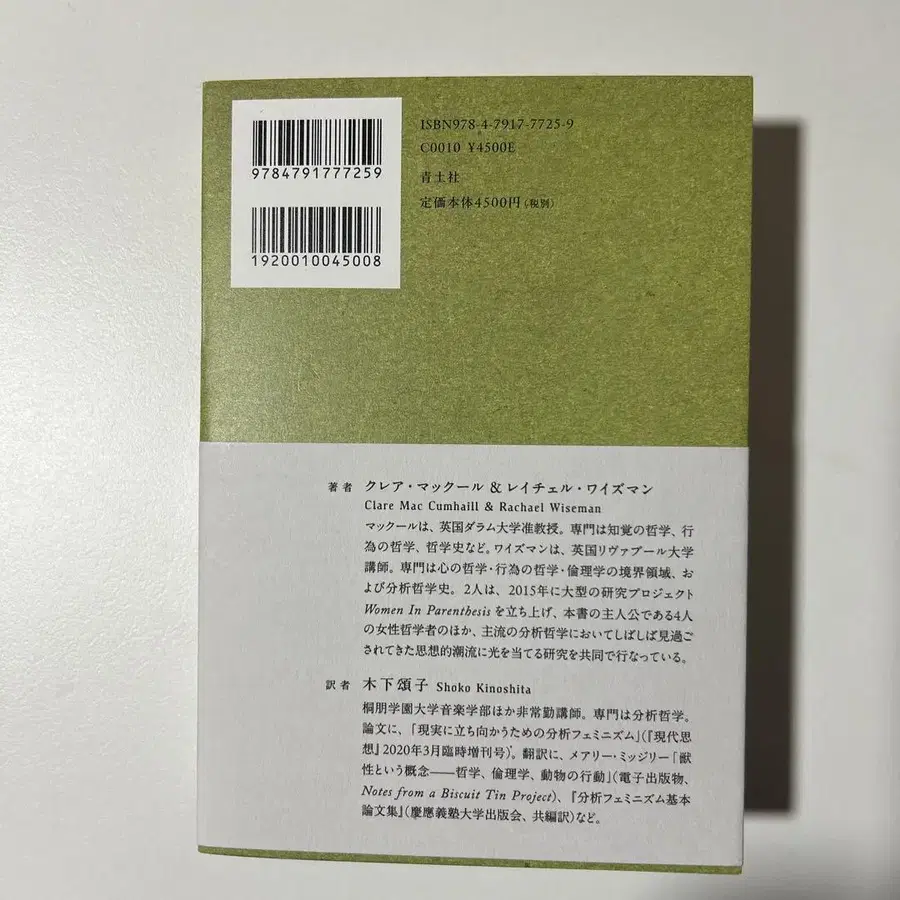 ISBN978-4-7917-7725-9
C0010 ¥4500E
青土社
定価本体4500円(税別)
9784791777259
1920010045008
著者 クレア・マックール&レイチェル・ワイズマン
Clare Mac Cumhaill & Rachael Wiseman
マックールは、英国ダラム大学准教授。専門は知覚の哲学、行
為の哲学、哲学史など。ワイズマンは、英国リヴァプール大学
講師。専門は心の哲学・行為の哲学・倫理学の境界領域、お
よび分析哲学史。2人は、2015年に大型の研究プロジェクト
Women In Parenthesisを立ち上げ、本書の主人公である4人
の女性哲学者のほか、主流の分析哲学においてしばしば見過ご
されてきた思想的潮流に光を当てる研究を共同で行なっている。
訳者 木下頌子 Shoko Kinoshita
桐朋学園大学音楽学部ほか非常勤講師。専門は分析哲学。
論文に、「現実に立ち向かうための分析フェミニズム」(『現代思
想』2020年3月臨時増刊号)。翻訳に、メアリー・ミッジリー「獣
性という概念――哲学、倫理学、動物の行動」(電子出版物、
Notes from a Biscuit Tin Project)、『分析フェミニズム基本
論文集』(慶應義塾大学出版会、共編訳)など。